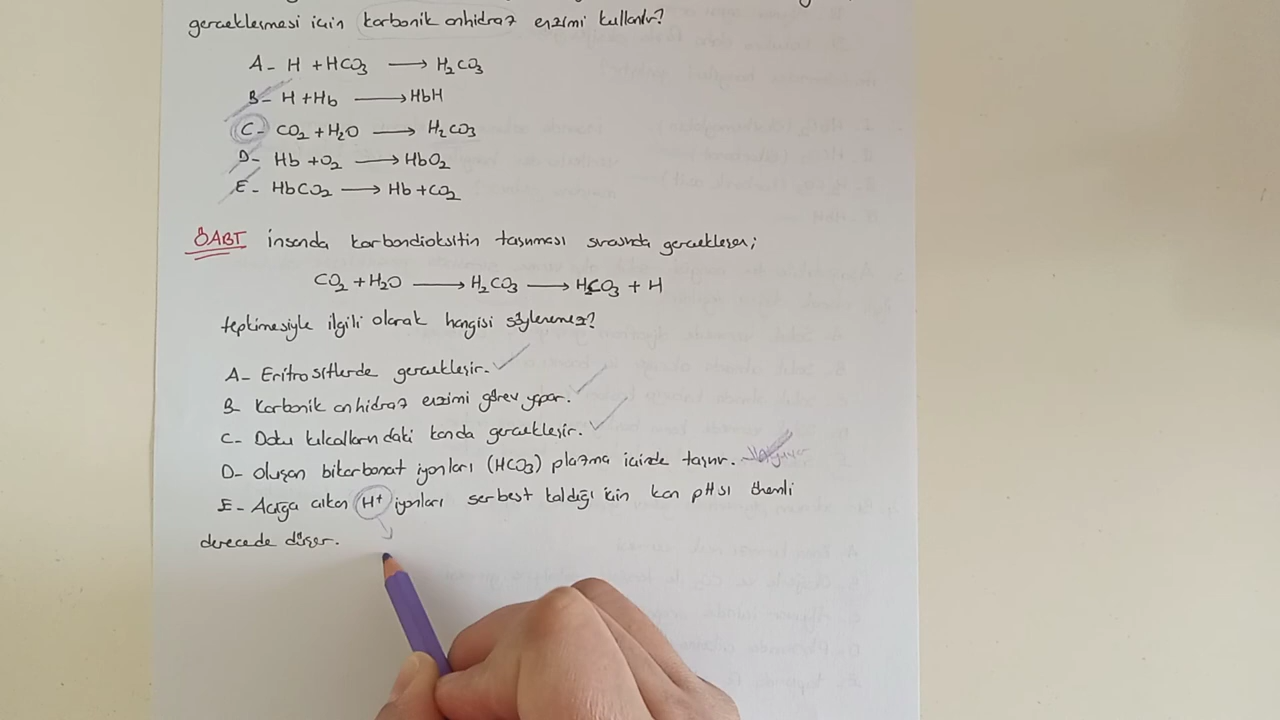 gerçekleşmesi için karbonik anhidraz enzimi kullanılır?
A- H + HCO3 → H2CO3
B- H + Hb → HbH
C- CO2 + H2O → H2CO3
D- Hb + O2 → HbO2
E- HbCO2 → Hb + CO2
ÖABT İnsanda karbondioksitin taşınması sırasında gerçekleşen;
CO2 + H2O → H2CO3 → HCO3 + H
tepkimesiyle ilgili olarak hangisi söylenemez?
A- Eritrositlerde gerçekleşir.
B- Karbonik anhidraz enzimi görev yapar.
C- Doku kılcallarındaki kanda gerçekleşir.
D- Oluşan bikarbonat iyonları (HCO3) plazma içinde taşınır.
E- Açığa çıkan H+ iyonları serbest kaldığı için kan pHsı önemli
derecede düşer.